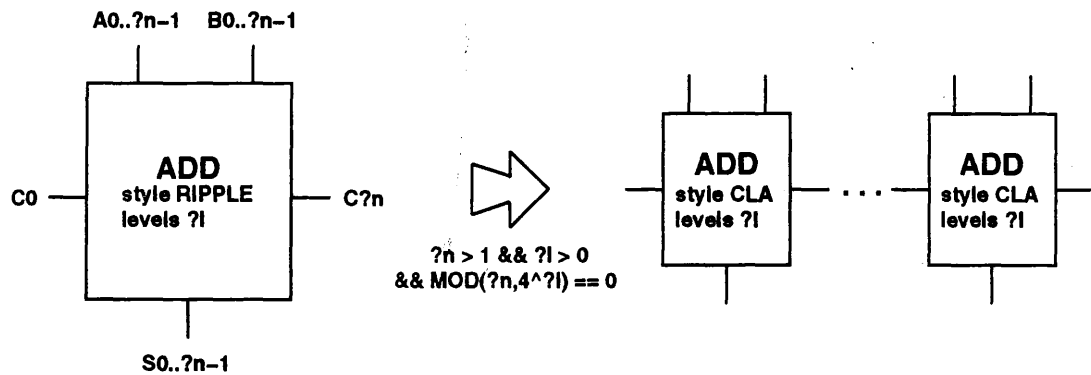 A0..?n−1 B0..?n−1
ADD
style RIPPLE
levels ?l
C0
C?n
S0..?n−1
?n > 1 && ?l > 0
&& MOD(?n,4^?l) == 0
ADD
style CLA
levels ?l
. . .
ADD
style CLA
levels ?l